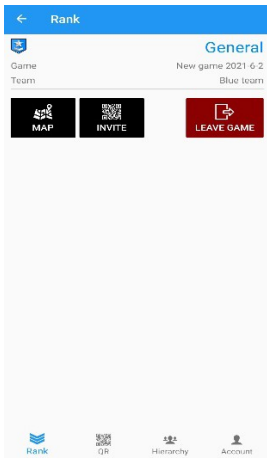 Rank
General
Game New game 2021-6-2
Team Blue team
MAP INVITE LEAVE GAME
Rank QR Hierarchy Account